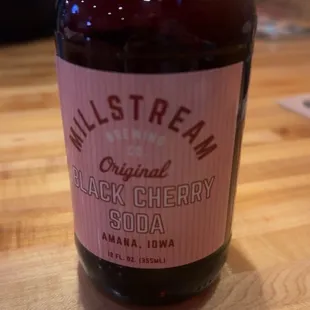 MILLSTREAM
BREWING
CO.
Original
BLACK CHERRY
SODA
AMANA, IOWA
12 FL. OZ. (355ML)